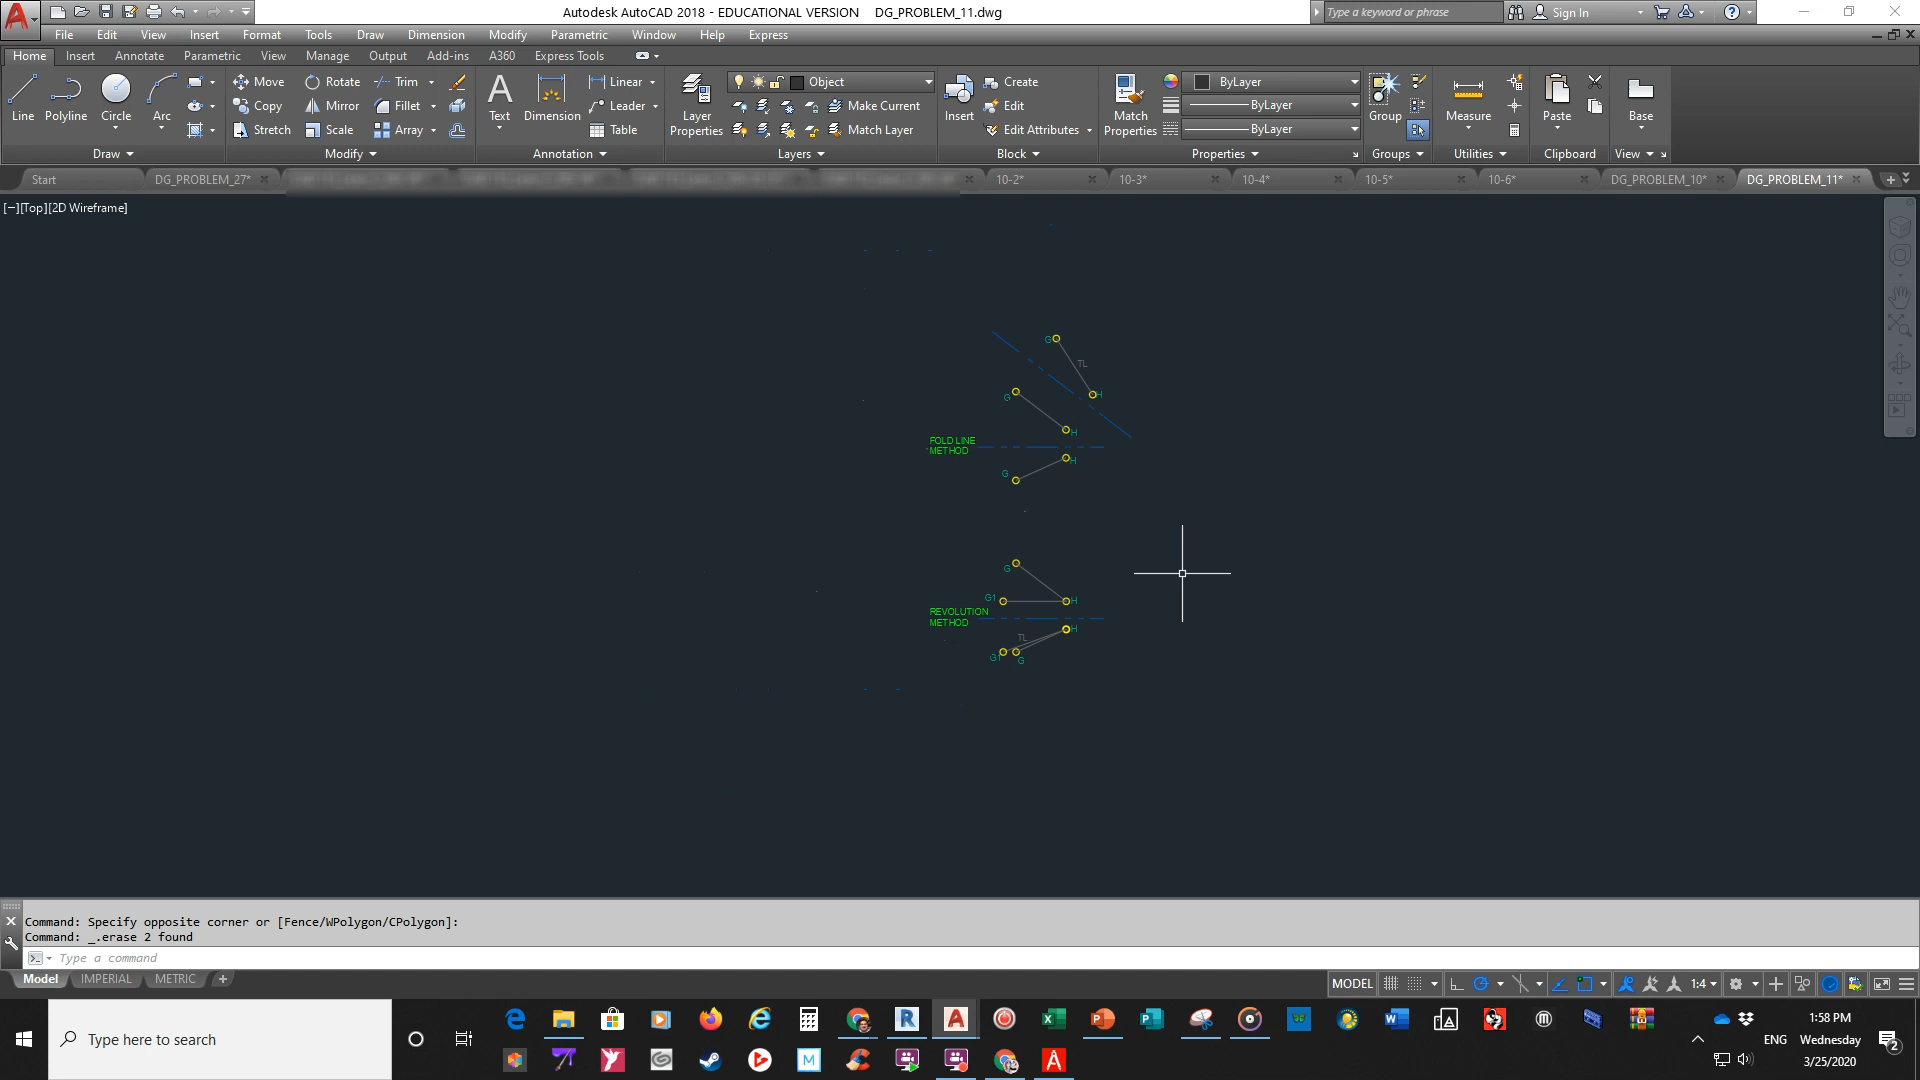 Autodesk AutoCAD 2018 - EDUCATIONAL VERSION DG_PROBLEM_11.dwg
Type a keyword or phrase
Sign In
File Edit View Insert Format Tools Draw Dimension Modify Parametric Window Help Express
Home Insert Annotate Parametric View Manage Output Add-ins A360 Express Tools
Move Rotate Trim
Linear
Object
Create
ByLayer
Copy Mirror Fillet
Leader
Make Current
Edit
ByLayer
Line Polyline Circle Arc
Text Dimension
Layer Properties
Insert
Match Properties
Group Measure Paste Base
Stretch Scale Array
Table
Match Layer
Edit Attributes
ByLayer
Draw Modify Annotation Layers Block Properties Groups Utilities Clipboard View
Start DG_PROBLEM_27* 10-2* 10-3* 10-4* 10-5* 10-6* DG_PROBLEM_10* DG_PROBLEM_11*
[−][Top][2D Wireframe]
G
TL
G H
H
FOLD LINE
METHOD
H
G
G
G1 H
REVOLUTION
METHOD
H
TL
G1 G
Command: Specify opposite corner or [Fence/WPolygon/CPolygon]:
Command: _.erase 2 found
Type a command
Model IMPERIAL METRIC +
MODEL 1:4
Type here to search
1:58 PM
ENG Wednesday
3/25/2020
2